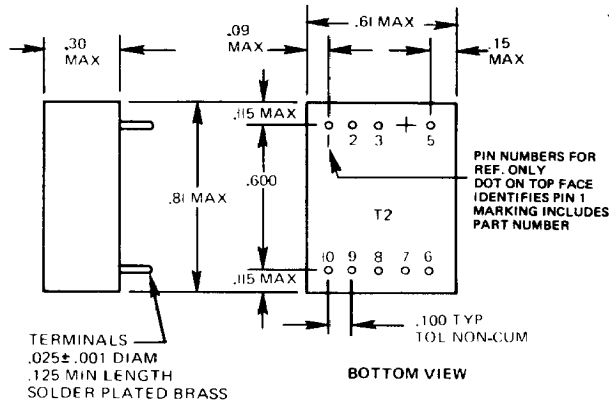 .30
MAX
.09
MAX
.61 MAX
.15
MAX
.115 MAX
1 2 3 5
.600
.81 MAX
T2
PIN NUMBERS FOR
REF. ONLY
DOT ON TOP FACE
IDENTIFIES PIN 1
MARKING INCLUDES
PART NUMBER
10 9 8 7 6
.115 MAX
TERMINALS
.025±.001 DIAM
.125 MIN LENGTH
SOLDER PLATED BRASS
.100 TYP
TOL NON-CUM
BOTTOM VIEW